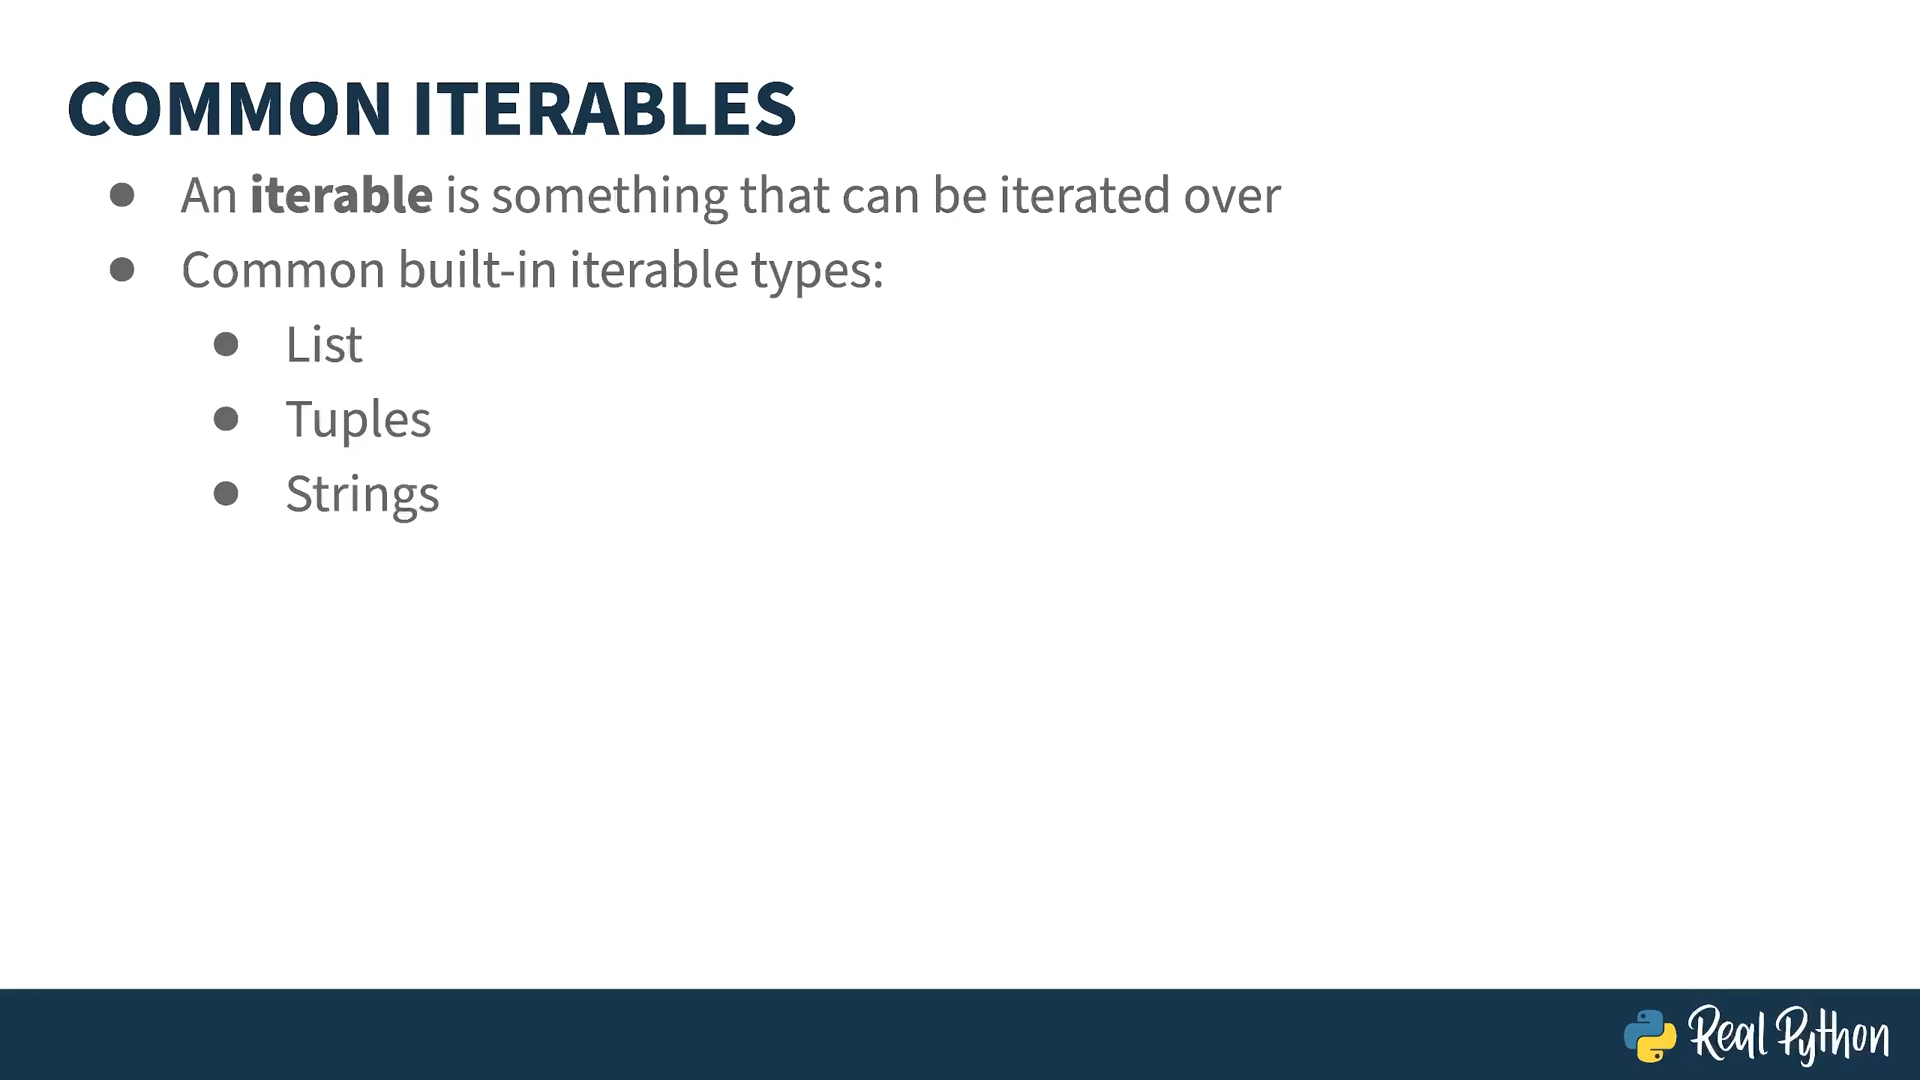 COMMON ITERABLES
● An iterable is something that can be iterated over
● Common built-in iterable types:
● List
● Tuples
● Strings
Real Python